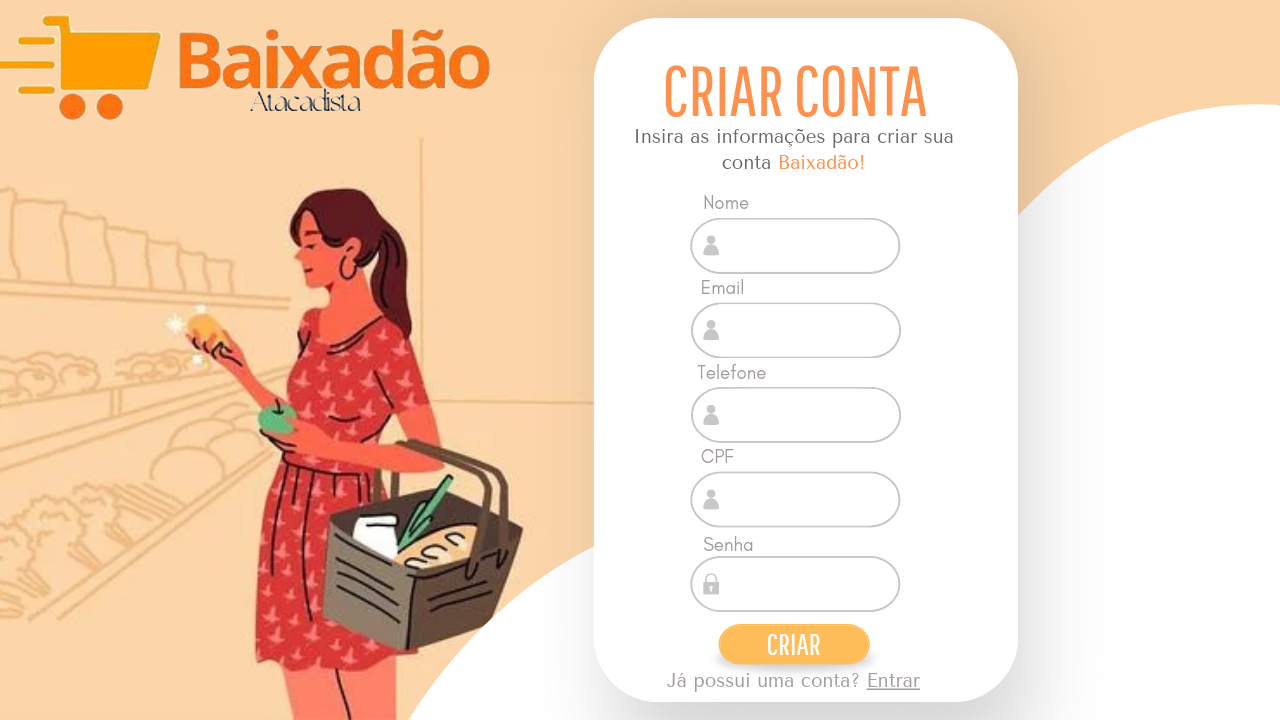 Baixadão
Atacadista
CRIAR CONTA
Insira as informações para criar sua
conta Baixadão!
Nome
Email
Telefone
CPF
Senha
CRIAR
Já possui uma conta? Entrar